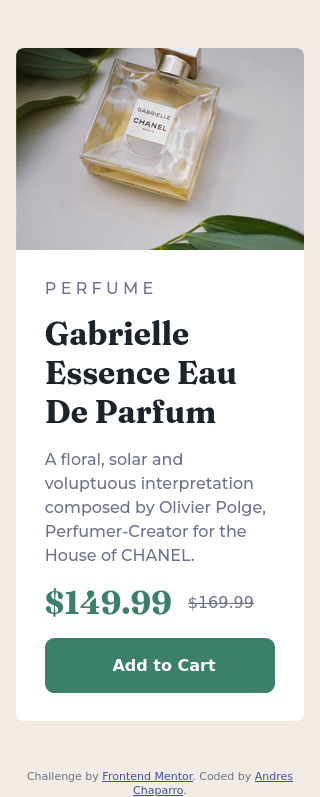 GABRIELLE
CHANEL
PARIS
PERFUME
Gabrielle
Essence Eau
De Parfum
A floral, solar and
voluptuous interpretation
composed by Olivier Polge,
Perfumer-Creator for the
House of CHANEL.
$149.99 $169.99
Add to Cart
Challenge by Frontend Mentor. Coded by Andres
Chaparro.